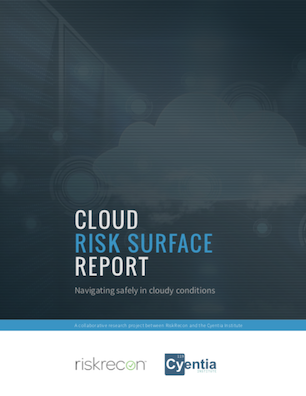 CLOUD
RISK SURFACE
REPORT
Navigating safely in cloudy conditions
A collaborative research project between RiskRecon and the Cyentia Institute
riskrecon
Cyentia